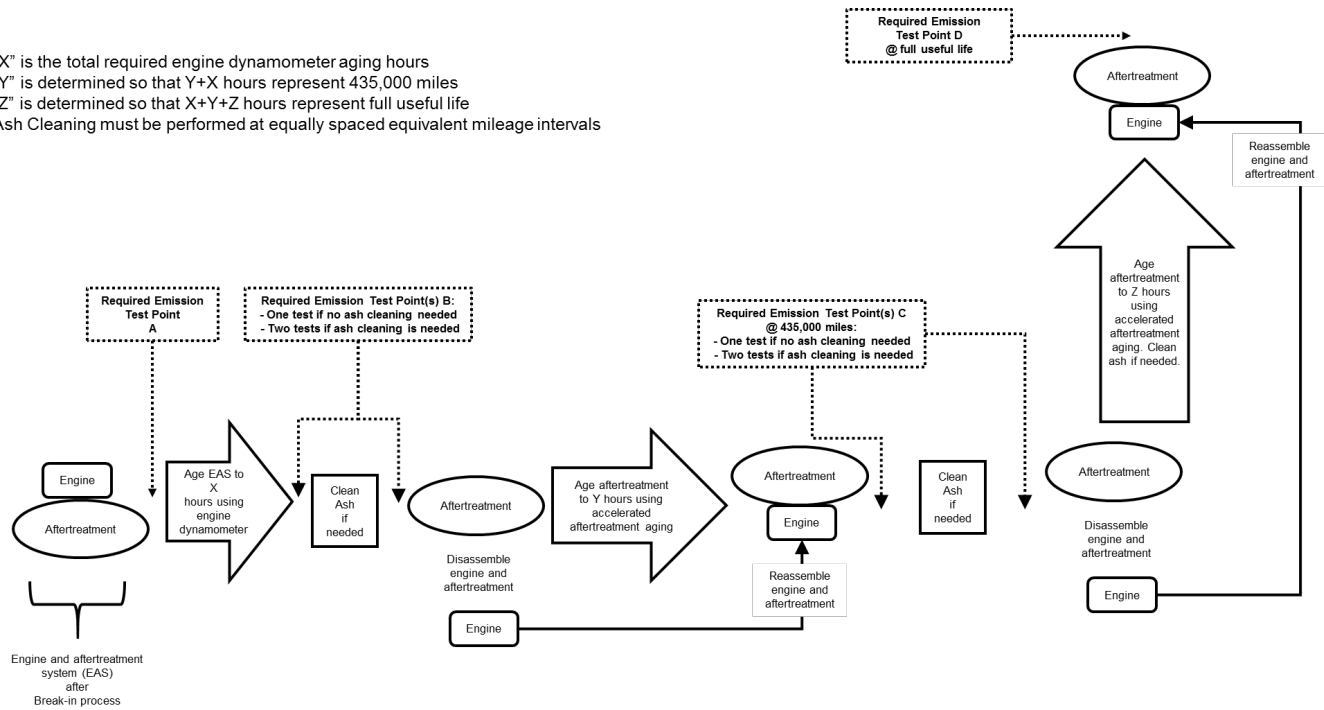 X” is the total required engine dynamometer aging hours
Y” is determined so that Y+X hours represent 435,000 miles
Z” is determined so that X+Y+Z hours represent full useful life
Ash Cleaning must be performed at equally spaced equivalent mileage intervals
Required Emission
Test Point D
@ full useful life
Aftertreatment
Engine
Reassemble
engine and
aftertreatment
Age
aftertreatment
to Z hours
using
accelerated
aftertreatment
aging. Clean
ash if needed.
Required Emission
Test Point
A
Required Emission Test Point(s) B:
- One test if no ash cleaning needed
- Two tests if ash cleaning is needed
Required Emission Test Point(s) C
@ 435,000 miles:
- One test if no ash cleaning needed
- Two tests if ash cleaning is needed
Engine
Aftertreatment
Age EAS to
X
hours using
engine
dynamometer
Clean
Ash
if
needed
Aftertreatment
Disassemble
engine and
aftertreatment
Engine
Age aftertreatment
to Y hours using
accelerated
aftertreatment aging
Aftertreatment
Engine
Reassemble
engine and
aftertreatment
Clean
Ash
if
needed
Aftertreatment
Disassemble
engine and
aftertreatment
Engine
Engine and aftertreatment
system (EAS)
after
Break-in process